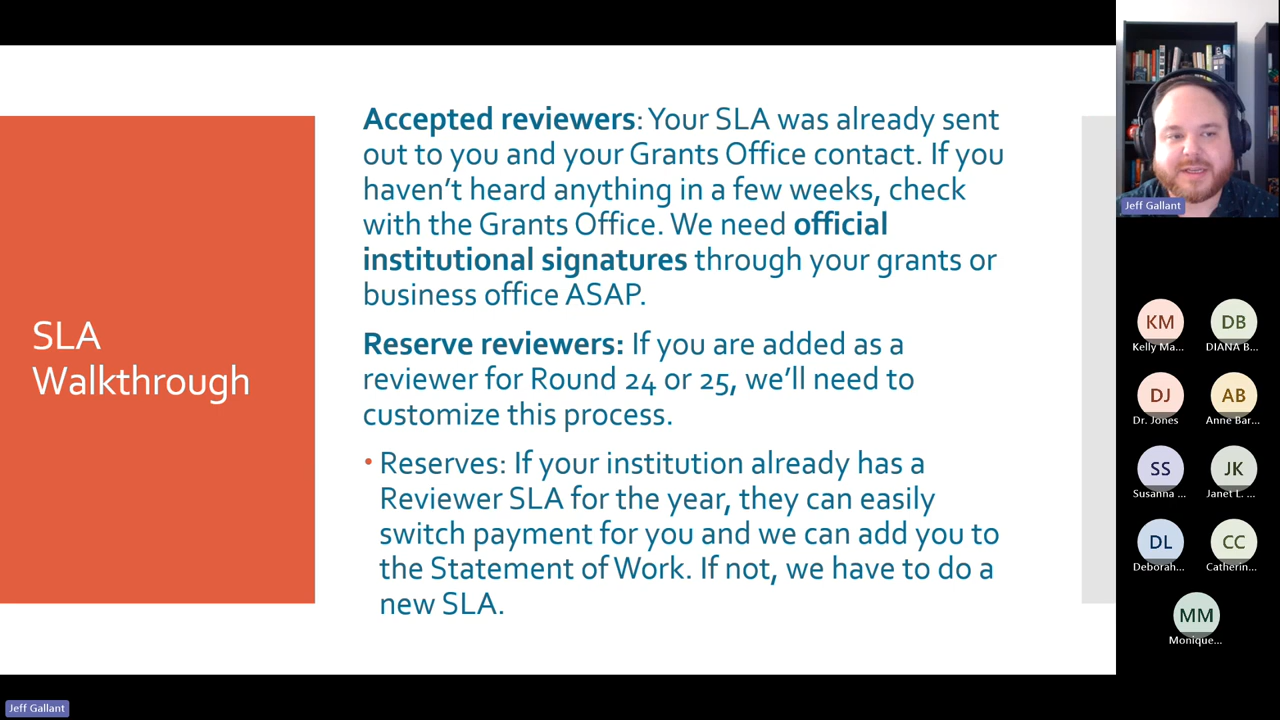 SLA
Walkthrough
Accepted reviewers: Your SLA was already sent
out to you and your Grants Office contact. If you
haven't heard anything in a few weeks, check
with the Grants Office. We need official
institutional signatures through your grants or
business office ASAP.
Reserve reviewers: If you are added as a
reviewer for Round 24 or 25, we'll need to
customize this process.
• Reserves: If your institution already has a
Reviewer SLA for the year, they can easily
switch payment for you and we can add you to
the Statement of Work. If not, we have to do a
new SLA.
Jeff Gallant
KM
Kelly Ma...
DB
DIANA B...
DJ
Dr. Jones
AB
Anne Bar...
SS
Susanna ...
JK
Janet L. ...
DL
Deborah...
CC
Catherin...
MM
Monique...
Jeff Gallant